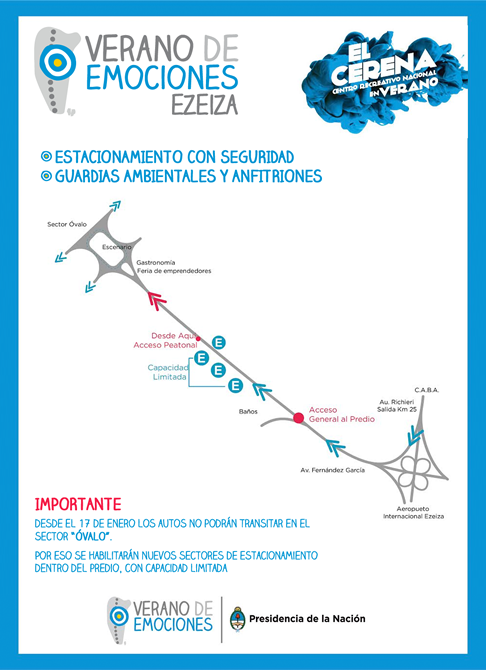 VERANO DE
EMOCIONES
EZEIZA
EL
CERENA
CENTRO RECREATIVO NACIONAL
EN VERANO
ESTACIONAMIENTO CON SEGURIDAD
GUARDIAS AMBIENTALES Y ANFITRIONES
Sector Óvalo
Escenario
Gastronomía
Feria de emprendedores
Desde Aquí
Acceso Peatonal
E
E
E
E
Capacidad
Limitada
C.A.B.A.
Au. Richieri
Salida Km 25
Baños
Acceso
General al Predio
Av. Fernández García
Aeropueto
Internacional Ezeiza
IMPORTANTE
DESDE EL 17 DE ENERO LOS AUTOS NO PODRÁN TRANSITAR EN EL
SECTOR "ÓVALO".
POR ESO SE HABILITARÁN NUEVOS SECTORES DE ESTACIONAMIENTO
DENTRO DEL PREDIO, CON CAPACIDAD LIMITADA
VERANO DE
EMOCIONES
Presidencia de la Nación